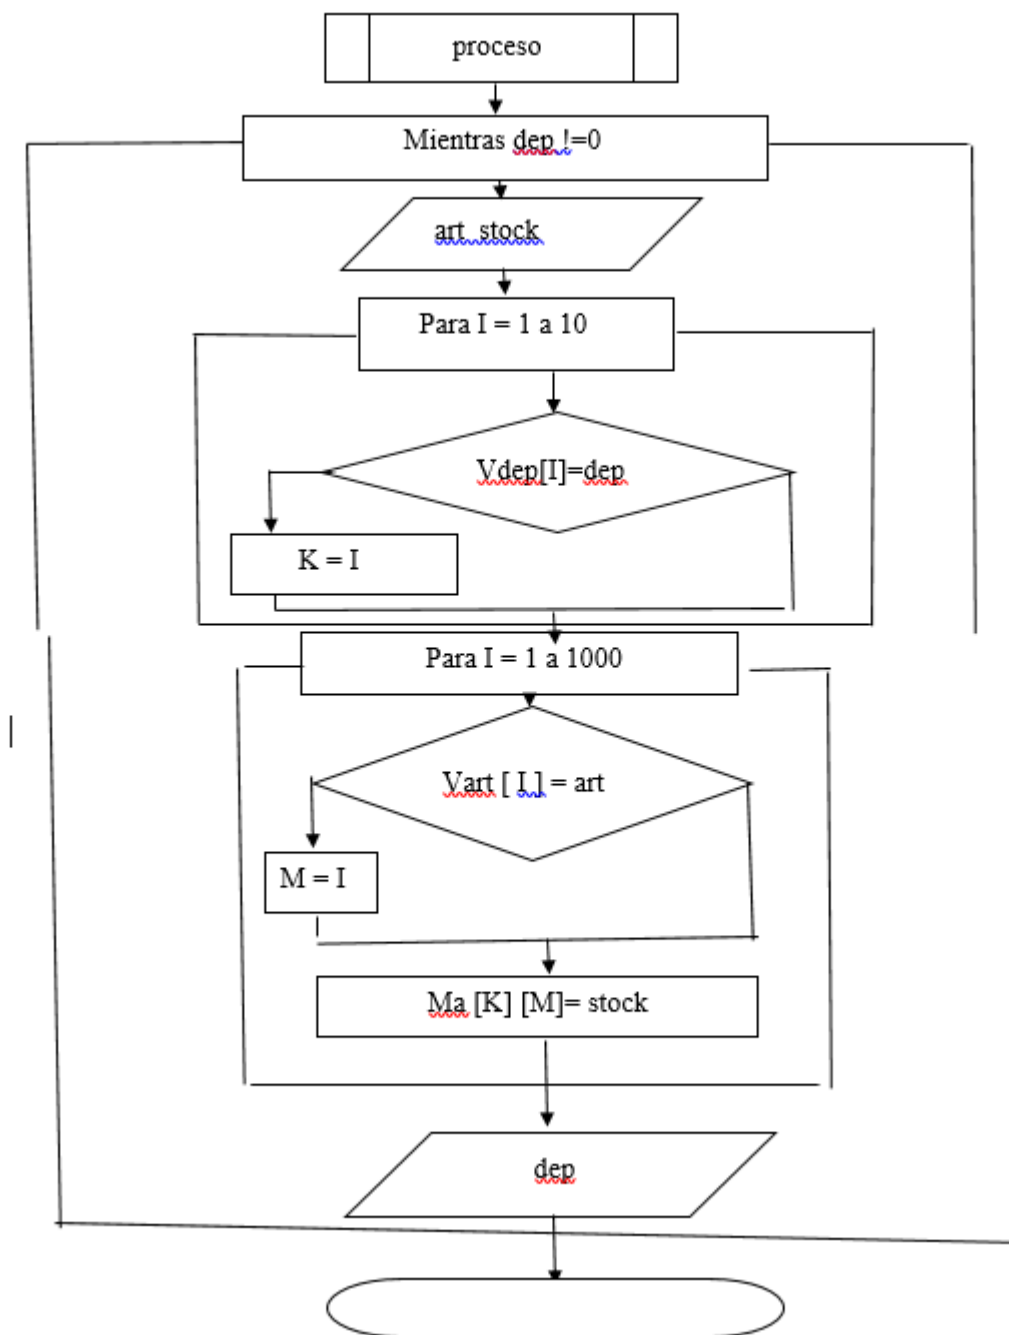 proceso
Mientras dep !=0
art stock
Para I = 1 a 10
Vdep[I]=dep
K = I
Para I = 1 a 1000
Vart [ I ] = art
M = I
Ma [K] [M]= stock
dep